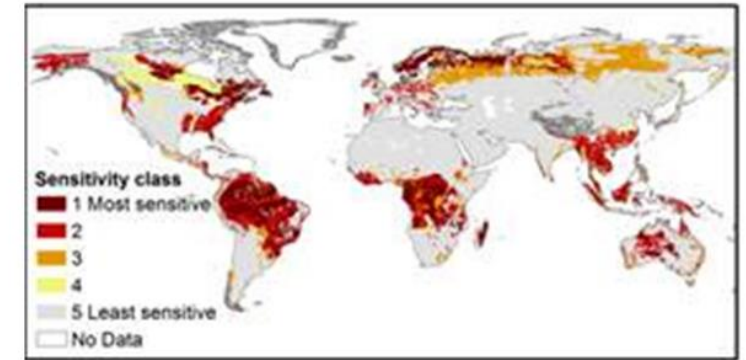 Sensitivity class
1 Most sensitive
2
3
4
5 Least sensitive
No Data